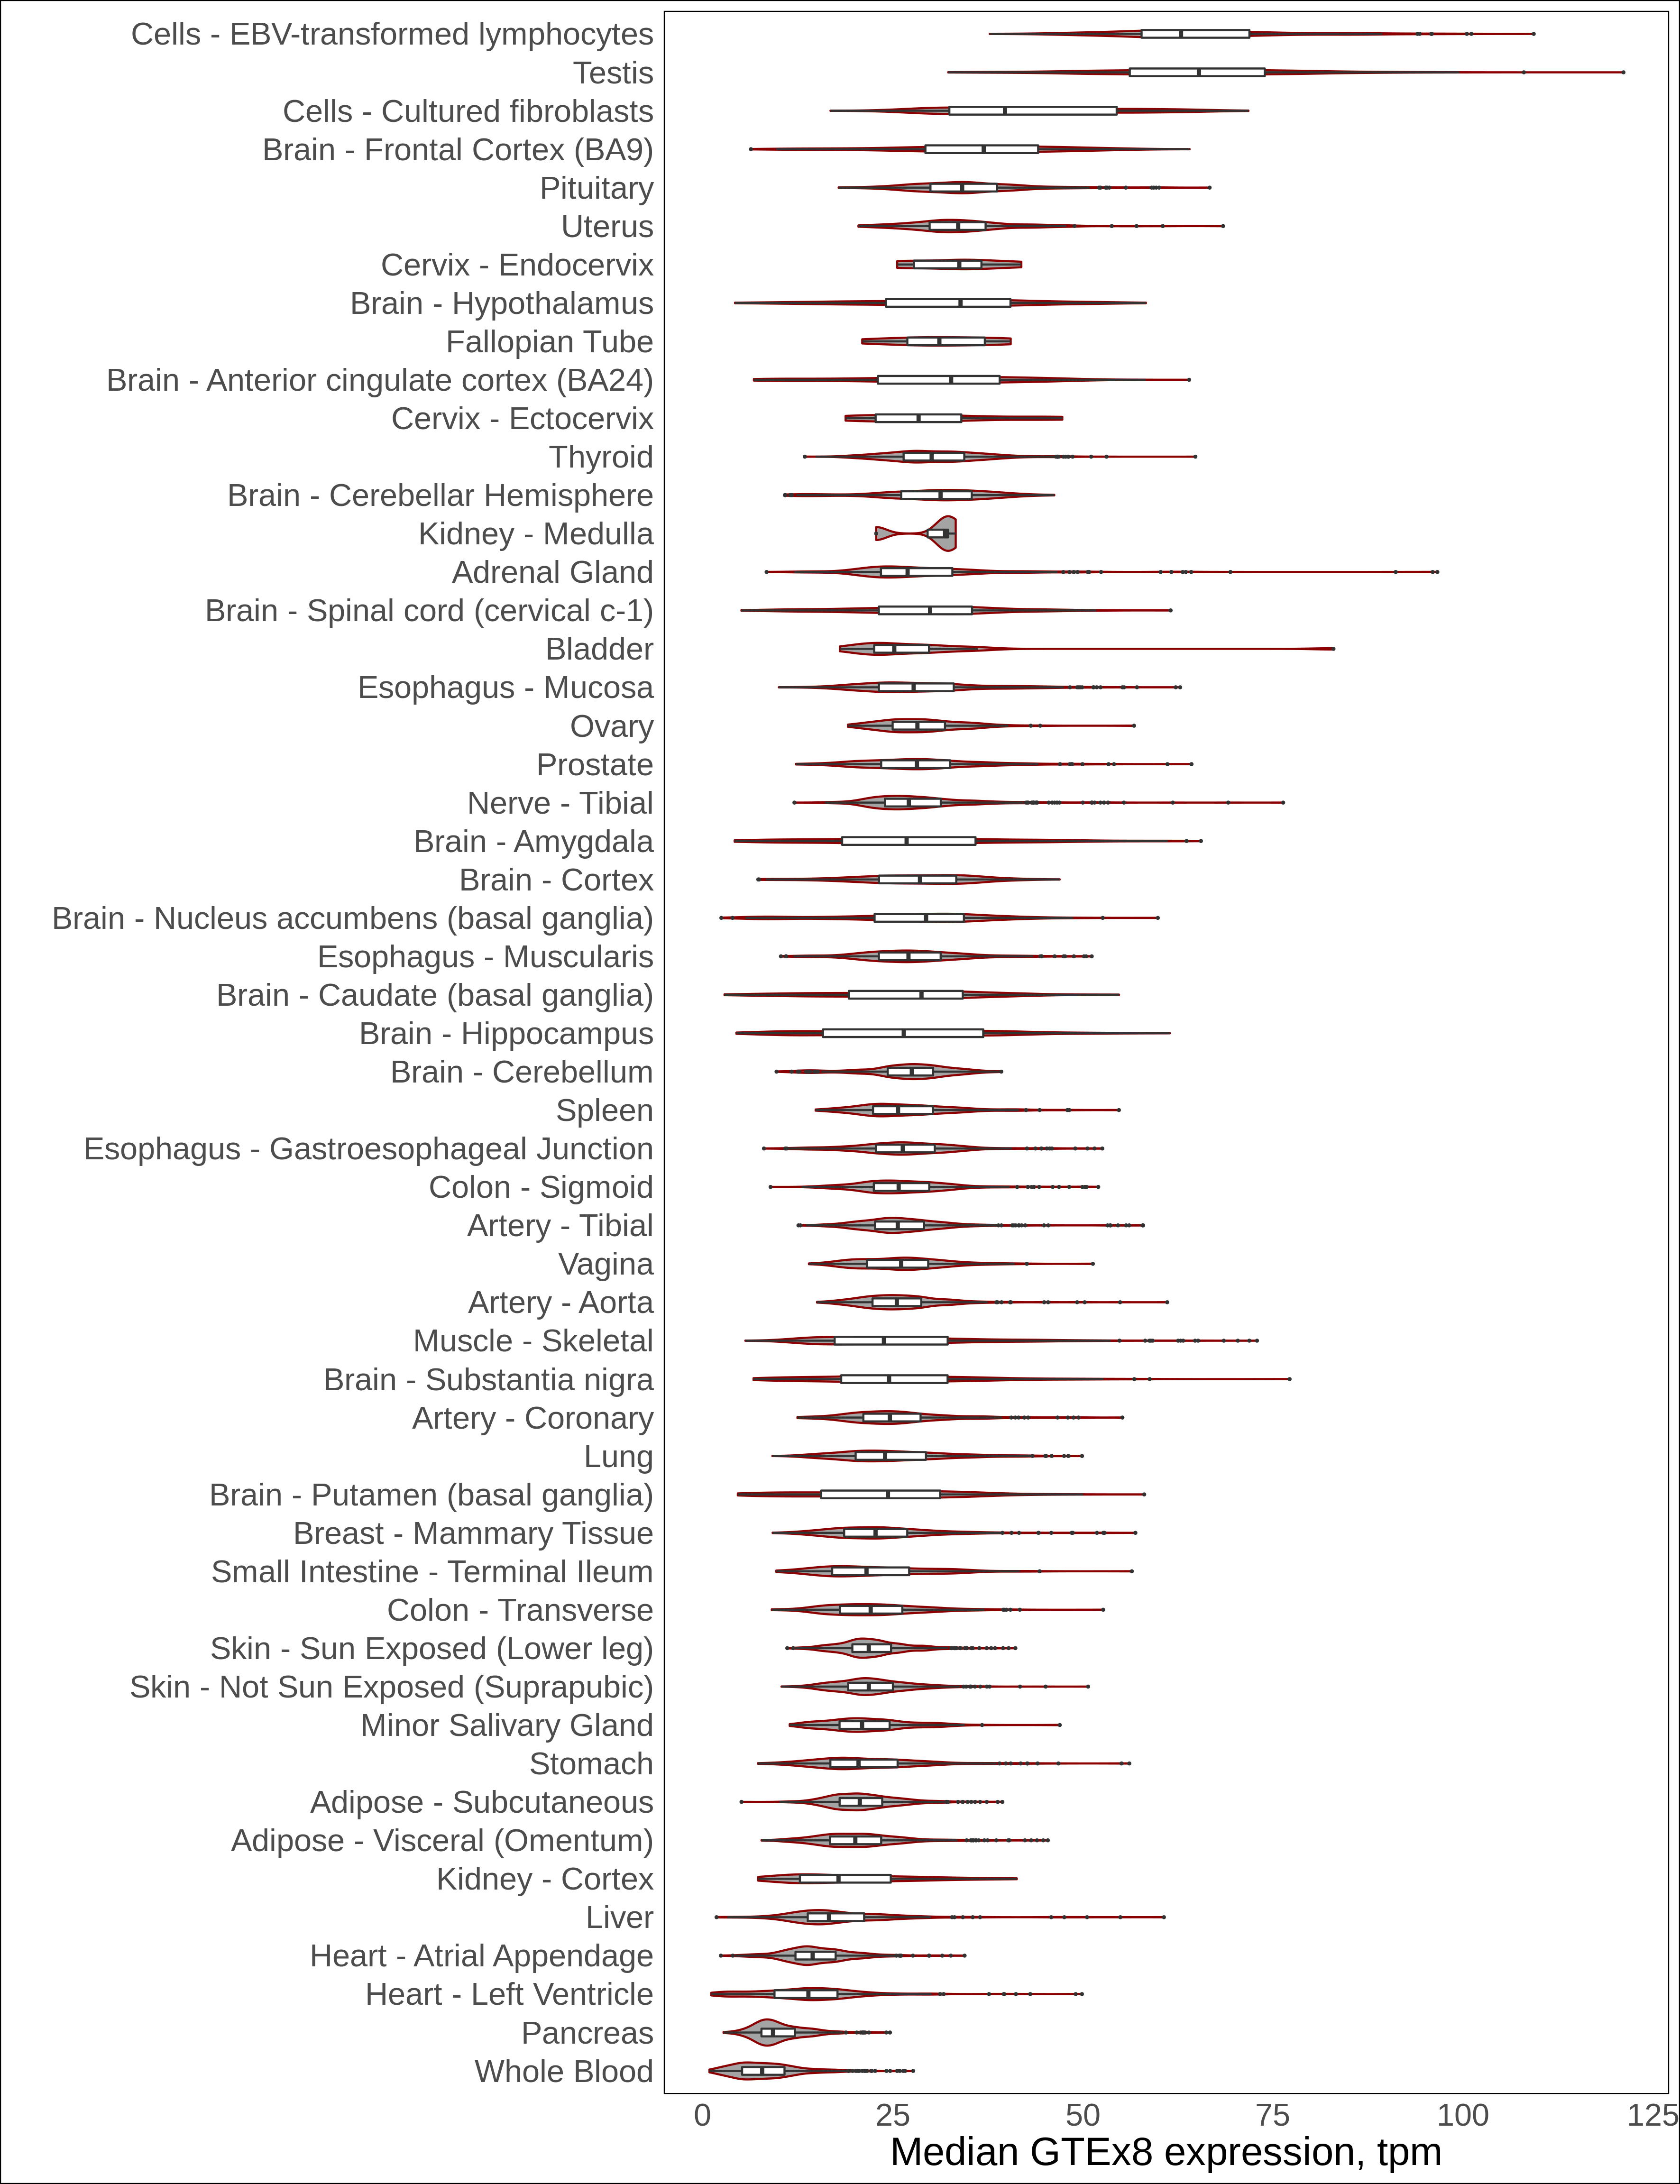 Cells - EBV-transformed lymphocytes
Testis
Cells - Cultured fibroblasts
Brain - Frontal Cortex (BA9)
Pituitary
Uterus
Cervix - Endocervix
Brain - Hypothalamus
Fallopian Tube
Brain - Anterior cingulate cortex (BA24)
Cervix - Ectocervix
Thyroid
Brain - Cerebellar Hemisphere
Kidney - Medulla
Adrenal Gland
Brain - Spinal cord (cervical c-1)
Bladder
Esophagus - Mucosa
Ovary
Prostate
Nerve - Tibial
Brain - Amygdala
Brain - Cortex
Brain - Nucleus accumbens (basal ganglia)
Esophagus - Muscularis
Brain - Caudate (basal ganglia)
Brain - Hippocampus
Brain - Cerebellum
Spleen
Esophagus - Gastroesophageal Junction
Colon - Sigmoid
Artery - Tibial
Vagina
Artery - Aorta
Muscle - Skeletal
Brain - Substantia nigra
Artery - Coronary
Lung
Brain - Putamen (basal ganglia)
Breast - Mammary Tissue
Small Intestine - Terminal Ileum
Colon - Transverse
Skin - Sun Exposed (Lower leg)
Skin - Not Sun Exposed (Suprapubic)
Minor Salivary Gland
Stomach
Adipose - Subcutaneous
Adipose - Visceral (Omentum)
Kidney - Cortex
Liver
Heart - Atrial Appendage
Heart - Left Ventricle
Pancreas
Whole Blood
0 25 50 75 100 125
Median GTEx8 expression, tpm